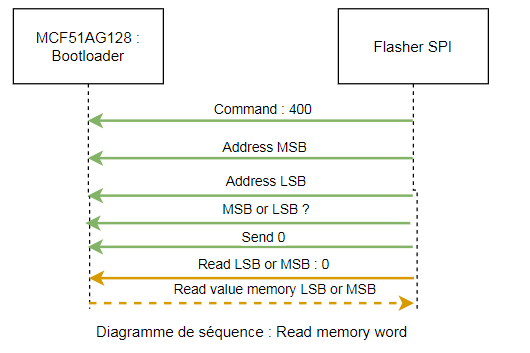 MCF51AG128 :
Bootloader
Flasher SPI
Command : 400
Address MSB
Address LSB
MSB or LSB ?
Send 0
Read LSB or MSB : 0
Read value memory LSB or MSB
Diagramme de séquence : Read memory word